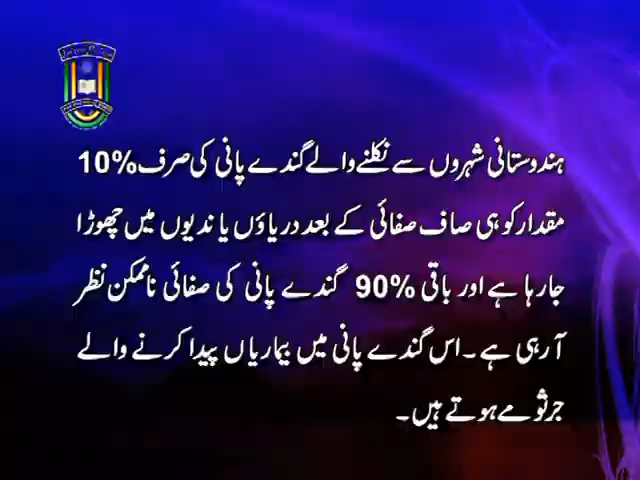 ہندوستانی شہروں سے نکلنے والے گندے پانی کی صرف 10%
مقدار کو ہی صاف صفائی کے بعد دریاؤں یا ندیوں میں چھوڑا
جارہا ہے اور باقی 90% گندے پانی کی صفائی ناممکن نظر
آرہی ہے ۔ اس گندے پانی میں بیماریاں پیدا کرنے والے
جرثومے ہوتے ہیں ۔